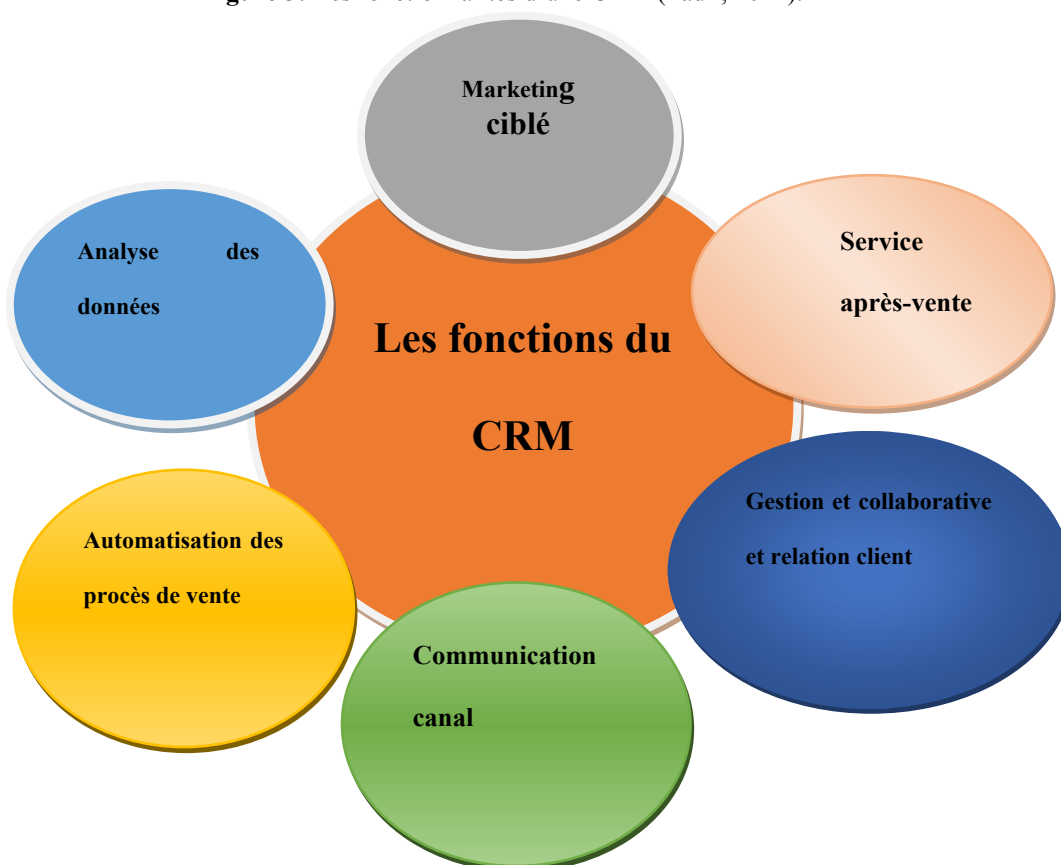 Marketing
ciblé
Analyse des
données
Service
après-vente
Les fonctions du
CRM
Gestion et collaborative
et relation client
Automatisation des
procès de vente
Communication
canal